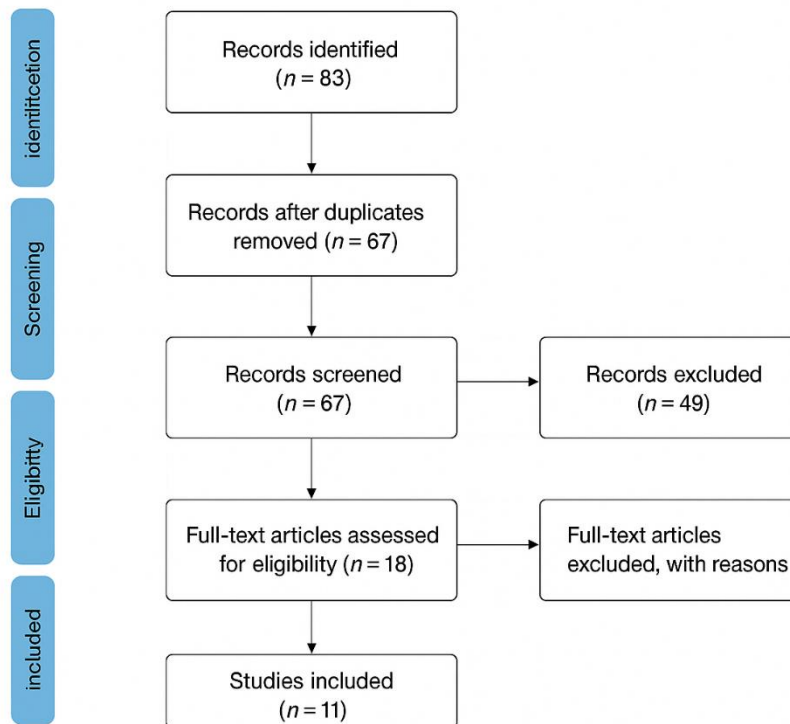 identilitcetion
Records identified
(n = 83)
Records after duplicates
removed (n = 67)
Screening
Records screened
(n = 67)
Records excluded
(n = 49)
Eligibitty
Full-text articles assessed
for eligibility (n = 18)
Full-text articles
excluded, with reasons
included
Studies included
(n = 11)